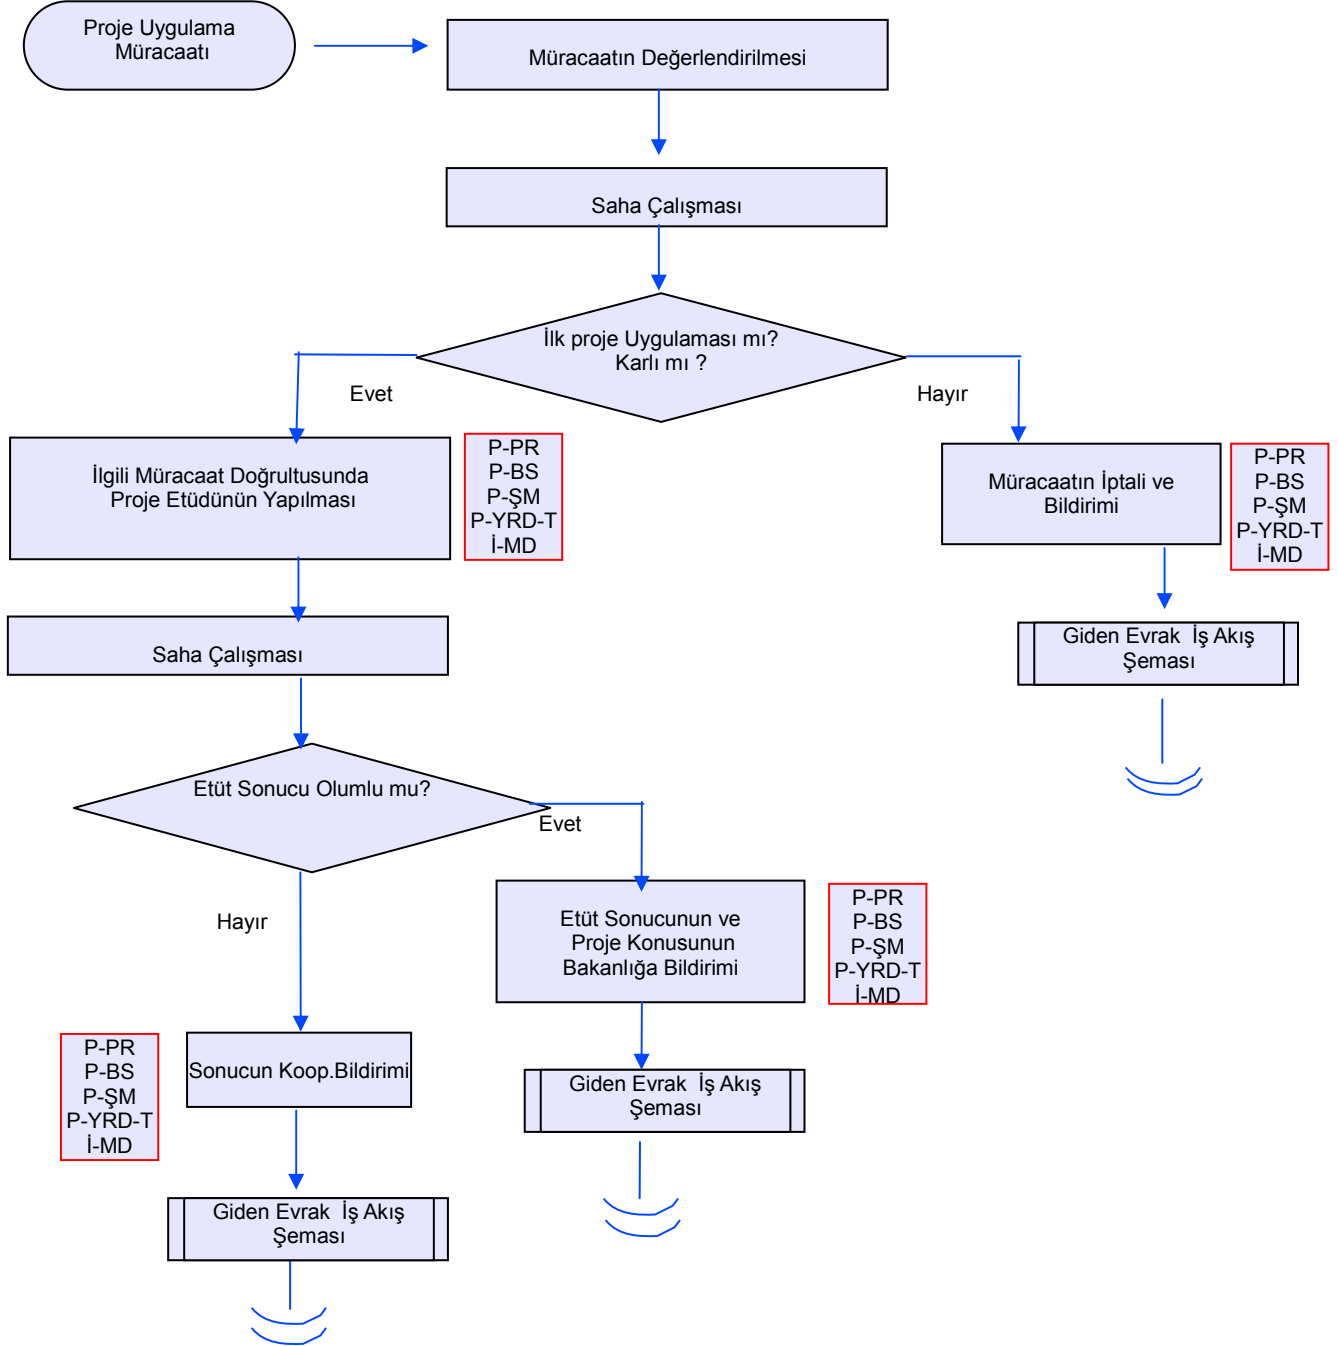 Proje Uygulama
Müracaatı
Müracaatın Değerlendirilmesi
Saha Çalışması
İlk proje Uygulaması mı?
Karlı mı ?
Evet
Hayır
İlgili Müracaat Doğrultusunda
Proje Etüdünün Yapılması
P-PR
P-BS
P-ŞM
P-YRD-T
İ-MD
Müracaatın İptali ve
Bildirimi
P-PR
P-BS
P-ŞM
P-YRD-T
İ-MD
Saha Çalışması
Giden Evrak İş Akış
Şeması
Etüt Sonucu Olumlu mu?
Evet
Hayır
Etüt Sonucunun ve
Proje Konusunun
Bakanlığa Bildirimi
P-PR
P-BS
P-ŞM
P-YRD-T
İ-MD
P-PR
P-BS
P-ŞM
P-YRD-T
İ-MD
Sonucun Koop.Bildirimi
Giden Evrak İş Akış
Şeması
Giden Evrak İş Akış
Şeması